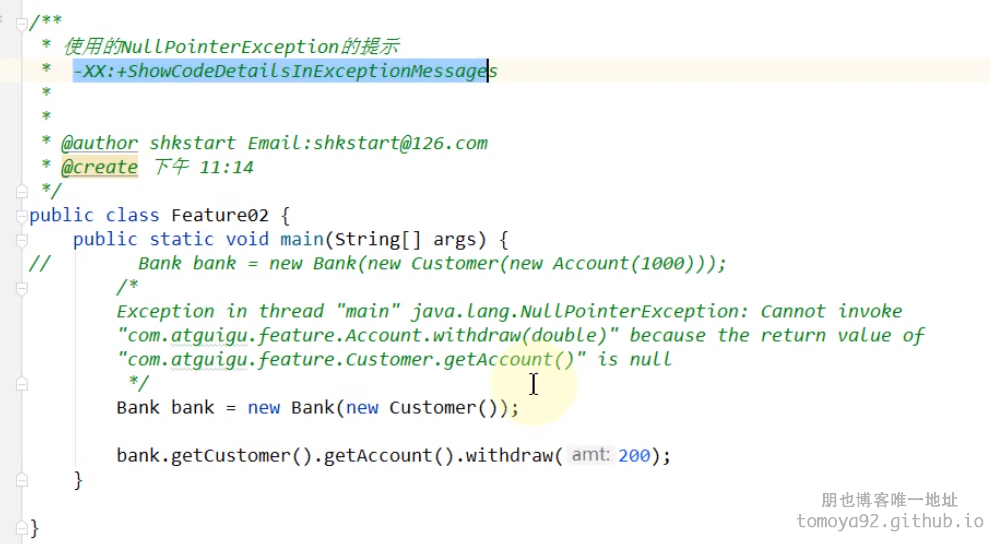 /**
 * 使用的NullPointerException的提示
 * -XX:+ShowCodeDetailsInExceptionMessages
 *
 *
 * @author shkstart Email:shkstart@126.com
 * @create 下午 11:14
 */
public class Feature02 {
    public static void main(String[] args) {
//        Bank bank = new Bank(new Customer(new Account(1000)));
        /*
        Exception in thread "main" java.lang.NullPointerException: Cannot invoke
        "com.atguigu.feature.Account.withdraw(double)" because the return value of
        "com.atguigu.feature.Customer.getAccount()" is null
         */
        Bank bank = new Bank(new Customer());
        bank.getCustomer().getAccount().withdraw( amt: 200);
    }
}
朋也博客唯一地址
tomoya92.github.io